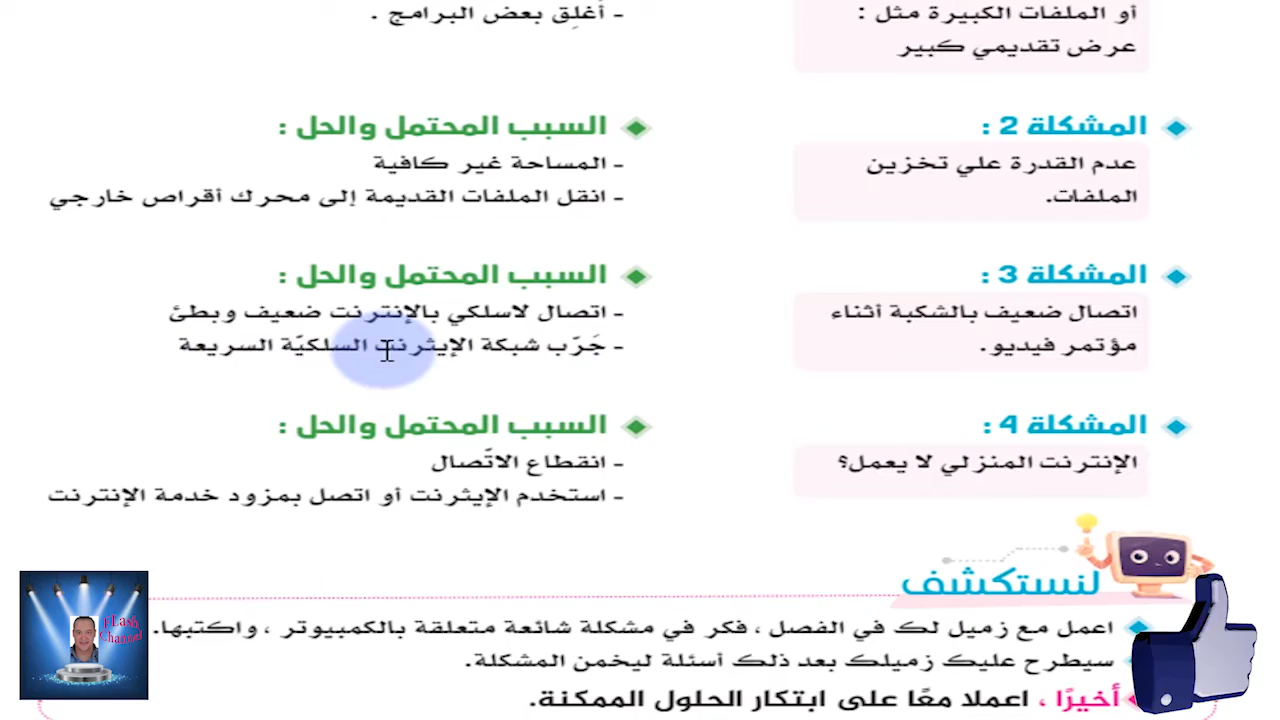 أو الملفات الكبيرة مثل :
عرض تقديمي كبير
- أغلِق بعض البرامج .
المشكلة 2 :
عدم القدرة علي تخزين
الملفات.
السبب المحتمل والحل :
- المساحة غير كافية
- انقل الملفات القديمة إلى محرك أقراص خارجي
المشكلة 3 :
اتصال ضعيف بالشكبة أثناء
مؤتمر فيديو.
السبب المحتمل والحل :
- اتصال لاسلكي بالإنترنت ضعيف وبطئ
- جَرّب شبكة الإيثرنت السلكيّة السريعة
المشكلة 4 :
الإنترنت المنزلي لا يعمل؟
السبب المحتمل والحل :
- انقطاع الاتّصال
- استخدم الإيثرنت أو اتصل بمزود خدمة الإنترنت
لنستكشف
اعمل مع زميل لك في الفصل ، فكر في مشكلة شائعة متعلقة بالكمبيوتر ، واكتبها.
سيطرح عليك زميلك بعد ذلك أسئلة ليخمن المشكلة.
أخيرًا ، اعملا معًا على ابتكار الحلول الممكنة.
fLash
Channel